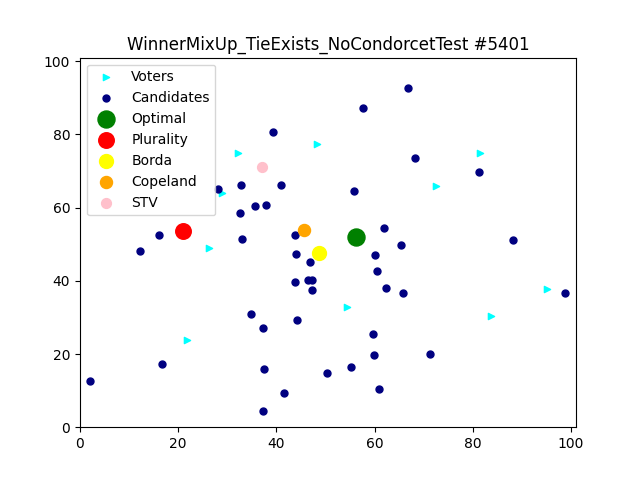 WinnerMixUp_TieExists_NoCondorcetTest #5401
Voters
Candidates
Optimal
Plurality
Borda
Copeland
STV
100
80
60
40
20
0
0 20 40 60 80 100